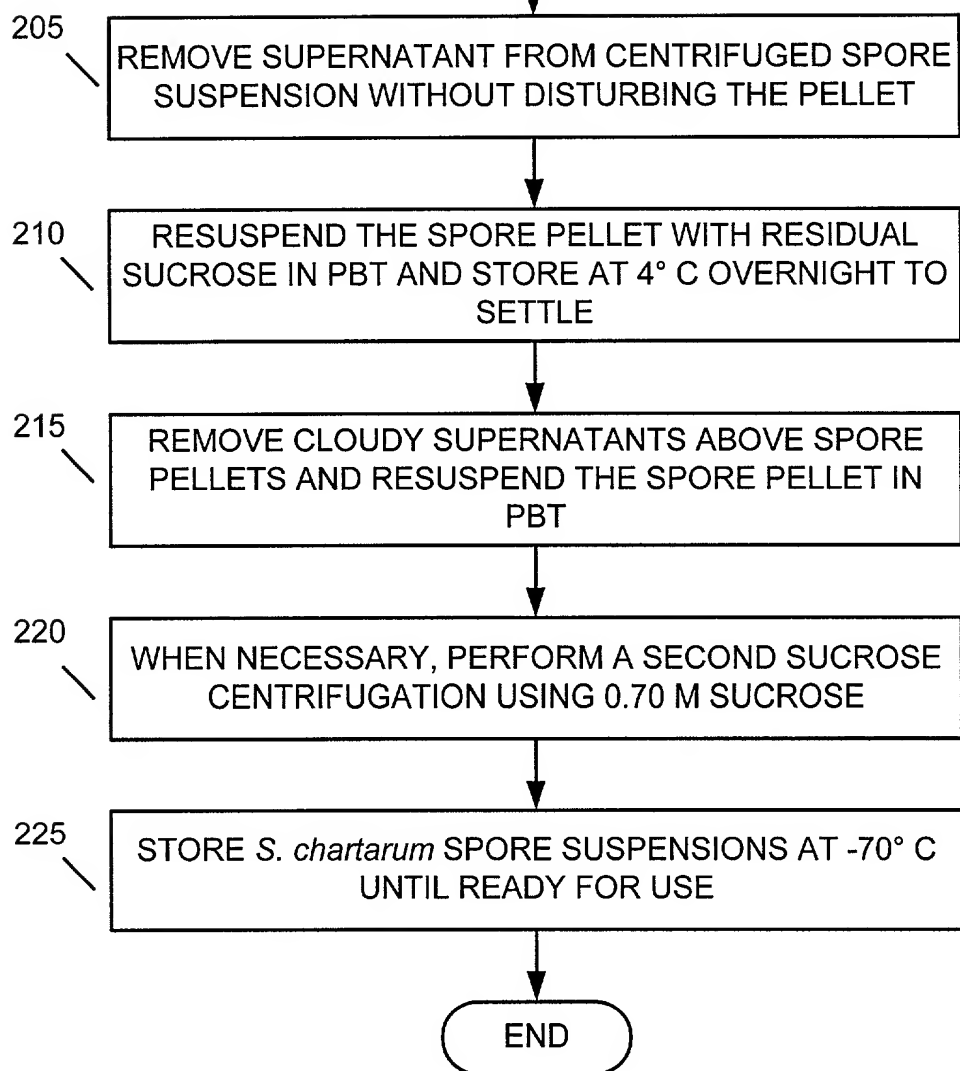 205
REMOVE SUPERNATANT FROM CENTRIFUGED SPORE
SUSPENSION WITHOUT DISTURBING THE PELLET
210
RESUSPEND THE SPORE PELLET WITH RESIDUAL
SUCROSE IN PBT AND STORE AT 4° C OVERNIGHT TO
SETTLE
215
REMOVE CLOUDY SUPERNATANTS ABOVE SPORE
PELLETS AND RESUSPEND THE SPORE PELLET IN
PBT
220
WHEN NECESSARY, PERFORM A SECOND SUCROSE
CENTRIFUGATION USING 0.70 M SUCROSE
225
STORE S. chartarum SPORE SUSPENSIONS AT -70° C
UNTIL READY FOR USE
END